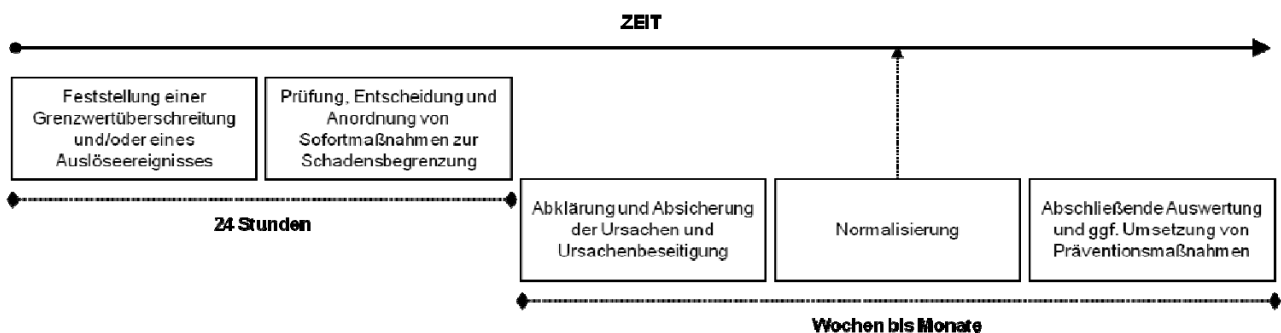 ZEIT
Feststellung einer
Grenzwertüberschreitung
und/oder eines
Auslöseereignisses
Prüfung, Entscheidung und
Anordnung von
Sofortmaßnahmen zur
Schadensbegrenzung
24 Stunden
Abklärung und Absicherung
der Ursachen und
Ursachenbeseitigung
Normalisierung
Abschließende Auswertung
und ggf. Umsetzung von
Präventionsmaßnahmen
Wochen bis Monate